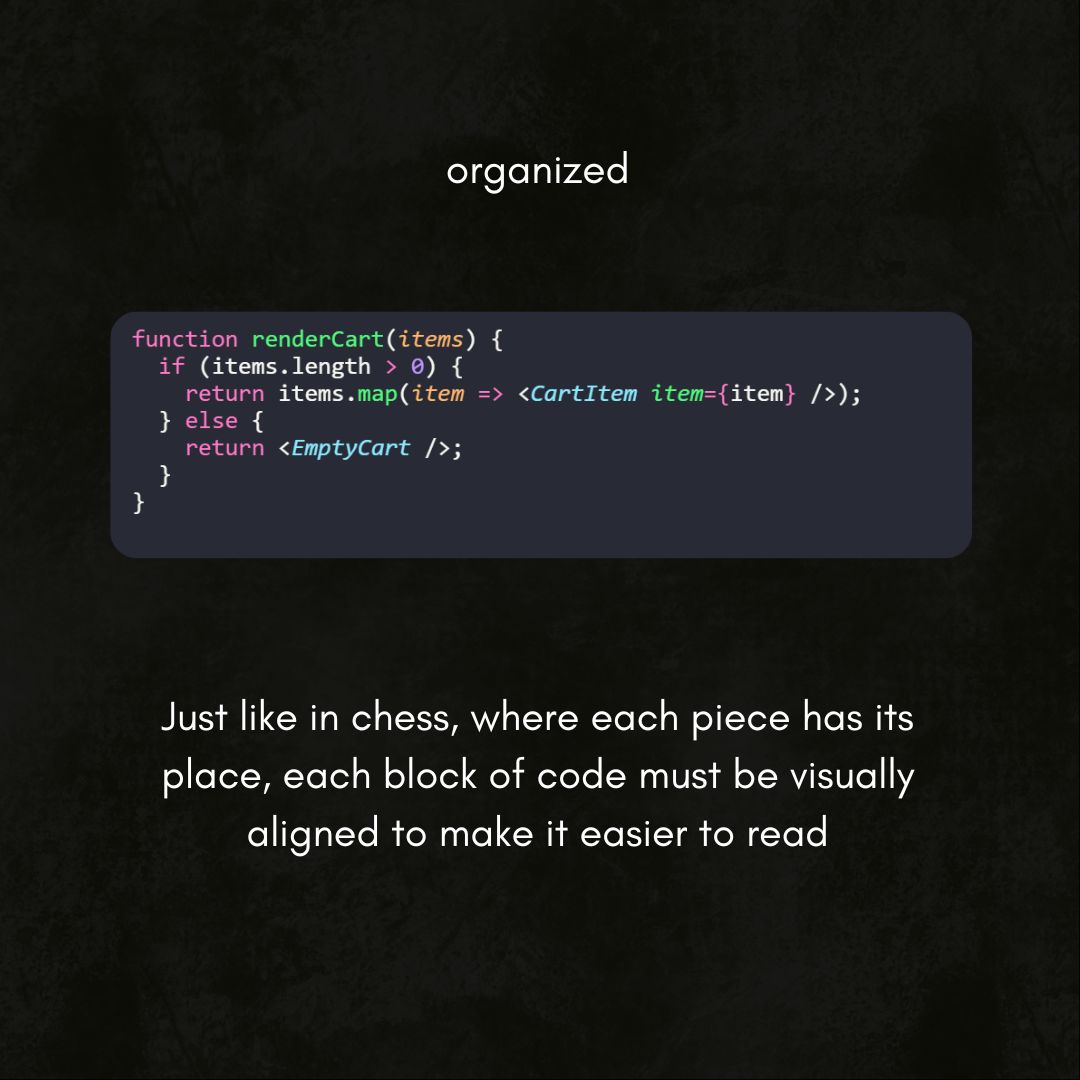 organized
function renderCart(items) {
  if (items.length > 0) {
    return items.map(item => <CartItem item={item} />);
  } else {
    return <EmptyCart />;
  }
}
Just like in chess, where each piece has its
place, each block of code must be visually
aligned to make it easier to read